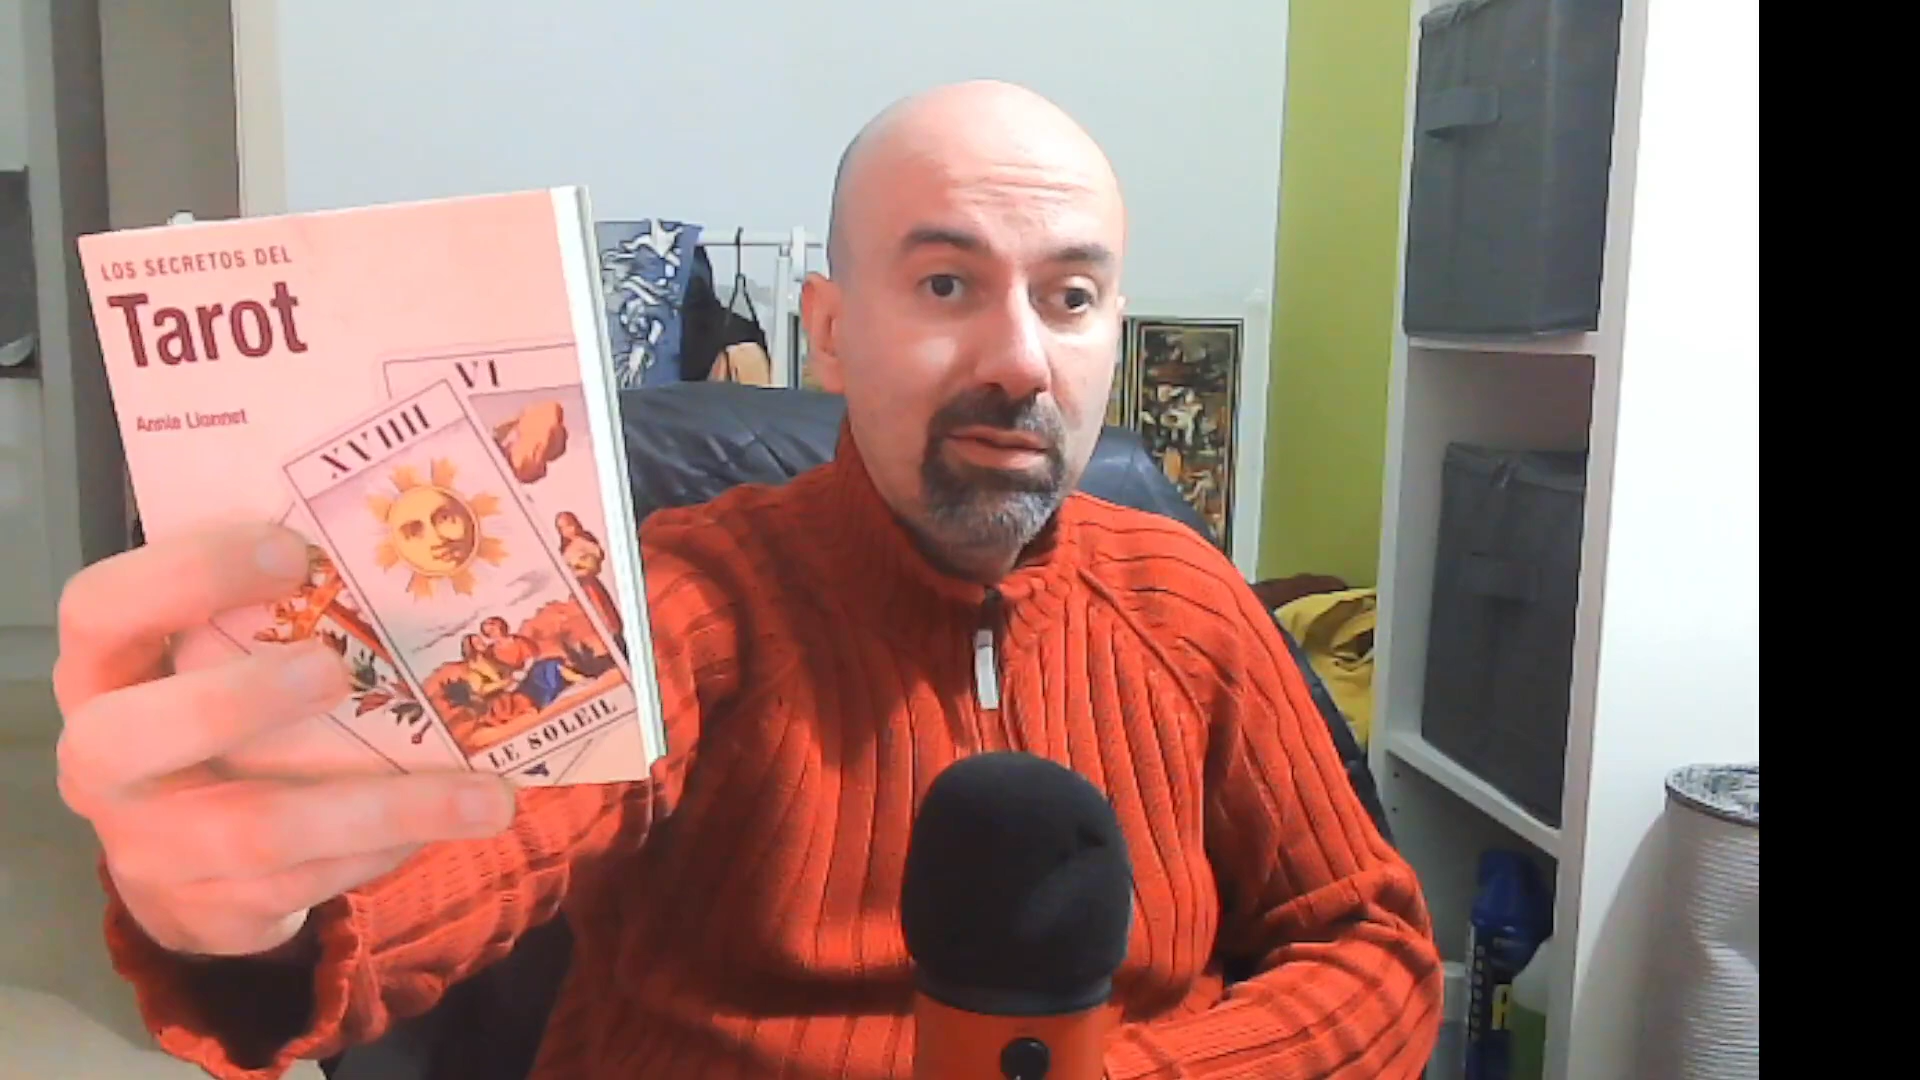 LOS SECRETOS DEL
Tarot
Annie Lionnet
VI
XVIIII
LE SOLEIL